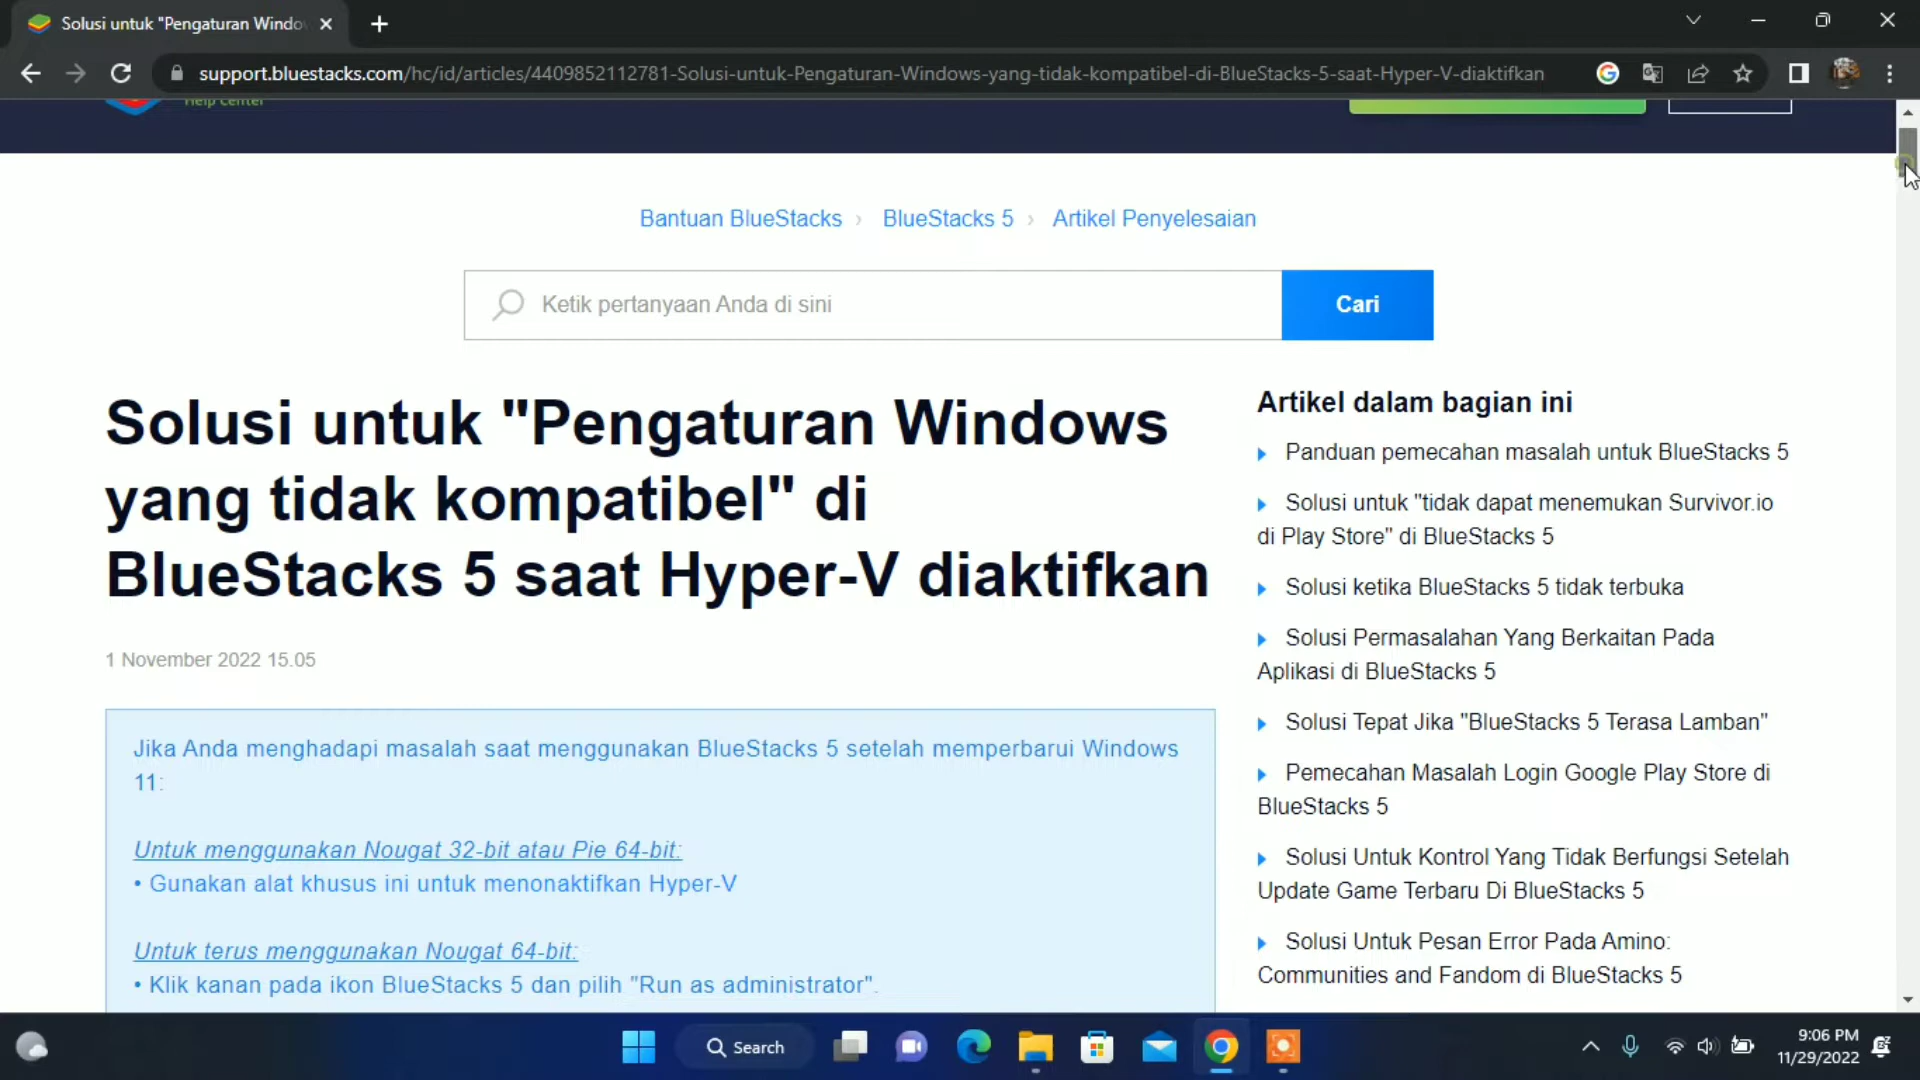 Solusi untuk "Pengaturan Windo
support.bluestacks.com/hc/id/articles/4409852112781-Solusi-untuk-Pengaturan-Windows-yang-tidak-kompatibel-di-BlueStacks-5-saat-Hyper-V-diaktifkan
Help Center
Bantuan BlueStacks › BlueStacks 5 › Artikel Penyelesaian
Ketik pertanyaan Anda di sini
Cari
Solusi untuk "Pengaturan Windows
yang tidak kompatibel" di
BlueStacks 5 saat Hyper-V diaktifkan
1 November 2022 15.05
Jika Anda menghadapi masalah saat menggunakan BlueStacks 5 setelah memperbarui Windows
11:
Untuk menggunakan Nougat 32-bit atau Pie 64-bit:
• Gunakan alat khusus ini untuk menonaktifkan Hyper-V
Untuk terus menggunakan Nougat 64-bit:
• Klik kanan pada ikon BlueStacks 5 dan pilih "Run as administrator".
Artikel dalam bagian ini
Panduan pemecahan masalah untuk BlueStacks 5
Solusi untuk "tidak dapat menemukan Survivor.io
di Play Store" di BlueStacks 5
Solusi ketika BlueStacks 5 tidak terbuka
Solusi Permasalahan Yang Berkaitan Pada
Aplikasi di BlueStacks 5
Solusi Tepat Jika "BlueStacks 5 Terasa Lamban"
Pemecahan Masalah Login Google Play Store di
BlueStacks 5
Solusi Untuk Kontrol Yang Tidak Berfungsi Setelah
Update Game Terbaru Di BlueStacks 5
Solusi Untuk Pesan Error Pada Amino:
Communities and Fandom di BlueStacks 5
Search
9:06 PM
11/29/2022